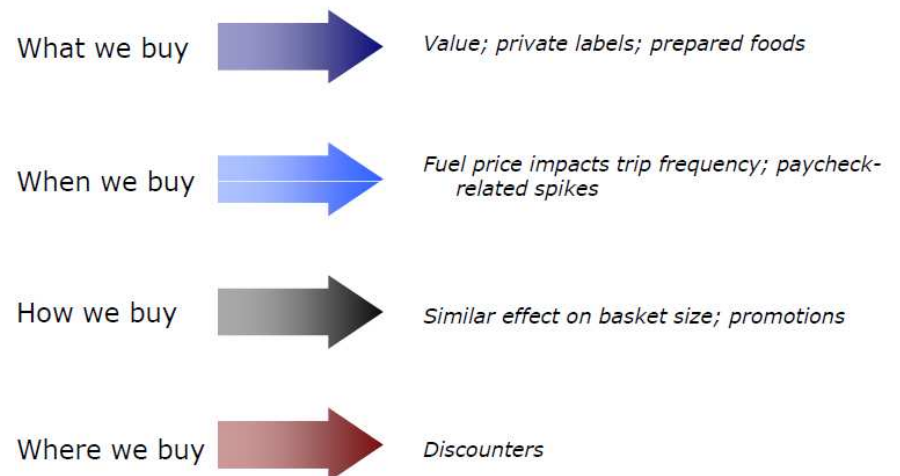 What we buy
Value; private labels; prepared foods
When we buy
Fuel price impacts trip frequency; paycheck-
related spikes
How we buy
Similar effect on basket size; promotions
Where we buy
Discounters